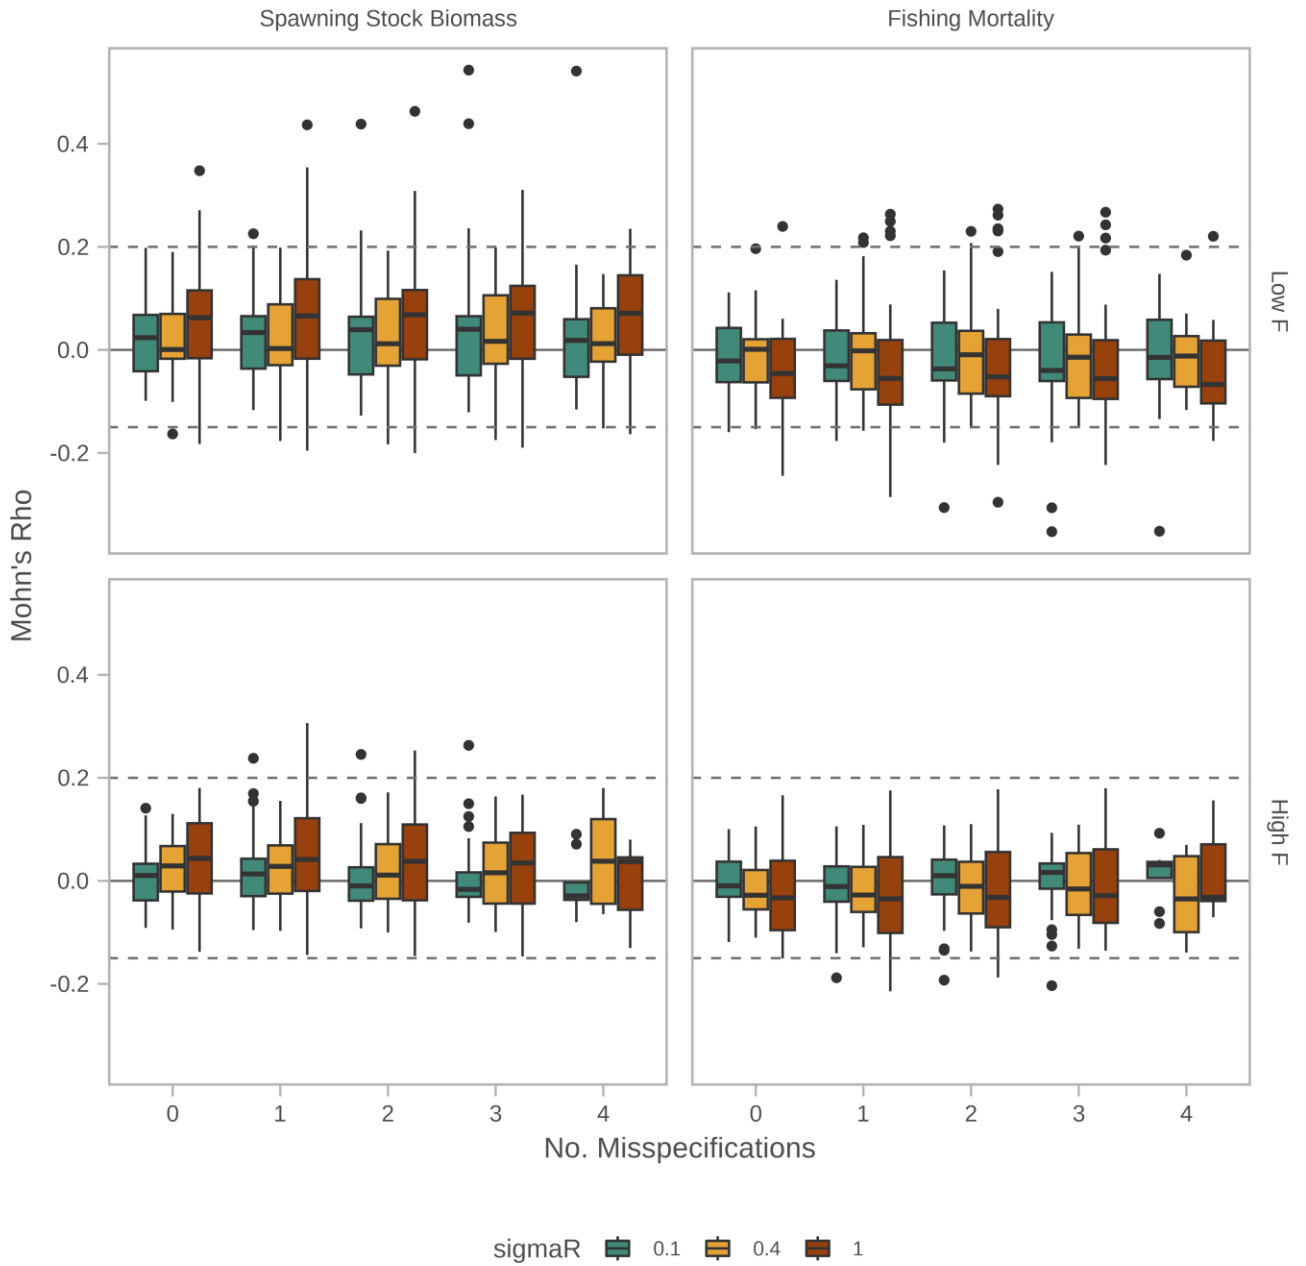 Spawning Stock Biomass Fishing Mortality
0.4
0.2
0.0
-0.2
Low F
Mohn's Rho
0.4
0.2
0.0
-0.2
High F
0 1 2 3 4 0 1 2 3 4
No. Misspecifications
sigmaR 0.1 0.4 1